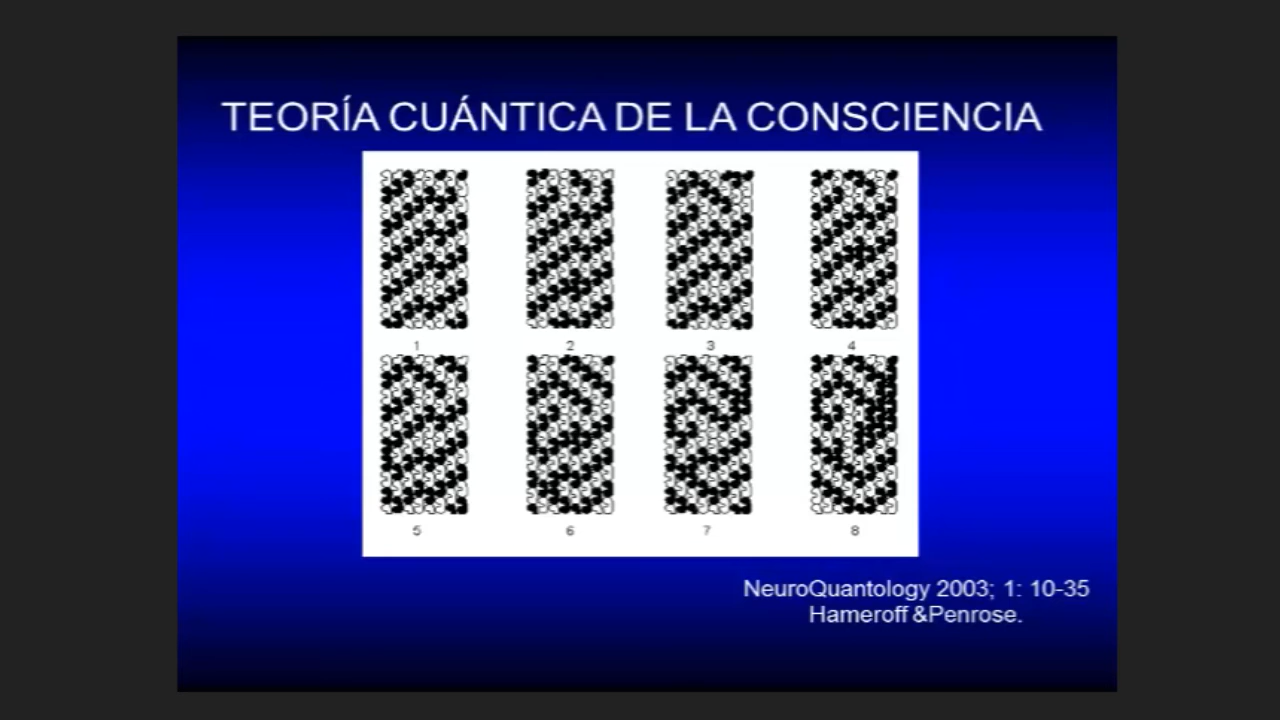 TEORÍA CUÁNTICA DE LA CONSCIENCIA
1 2 3 4
5 6 7 8
NeuroQuantology 2003; 1: 10-35
Hameroff &Penrose.